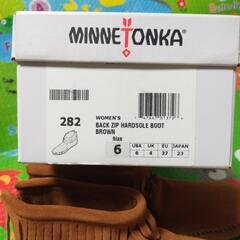 MINNETONKA®
282
WOMEN'S
BACK ZIP HARDSOLE BOOT
BROWN
Size
6
USA UK EU JAPAN
6 4 37 23